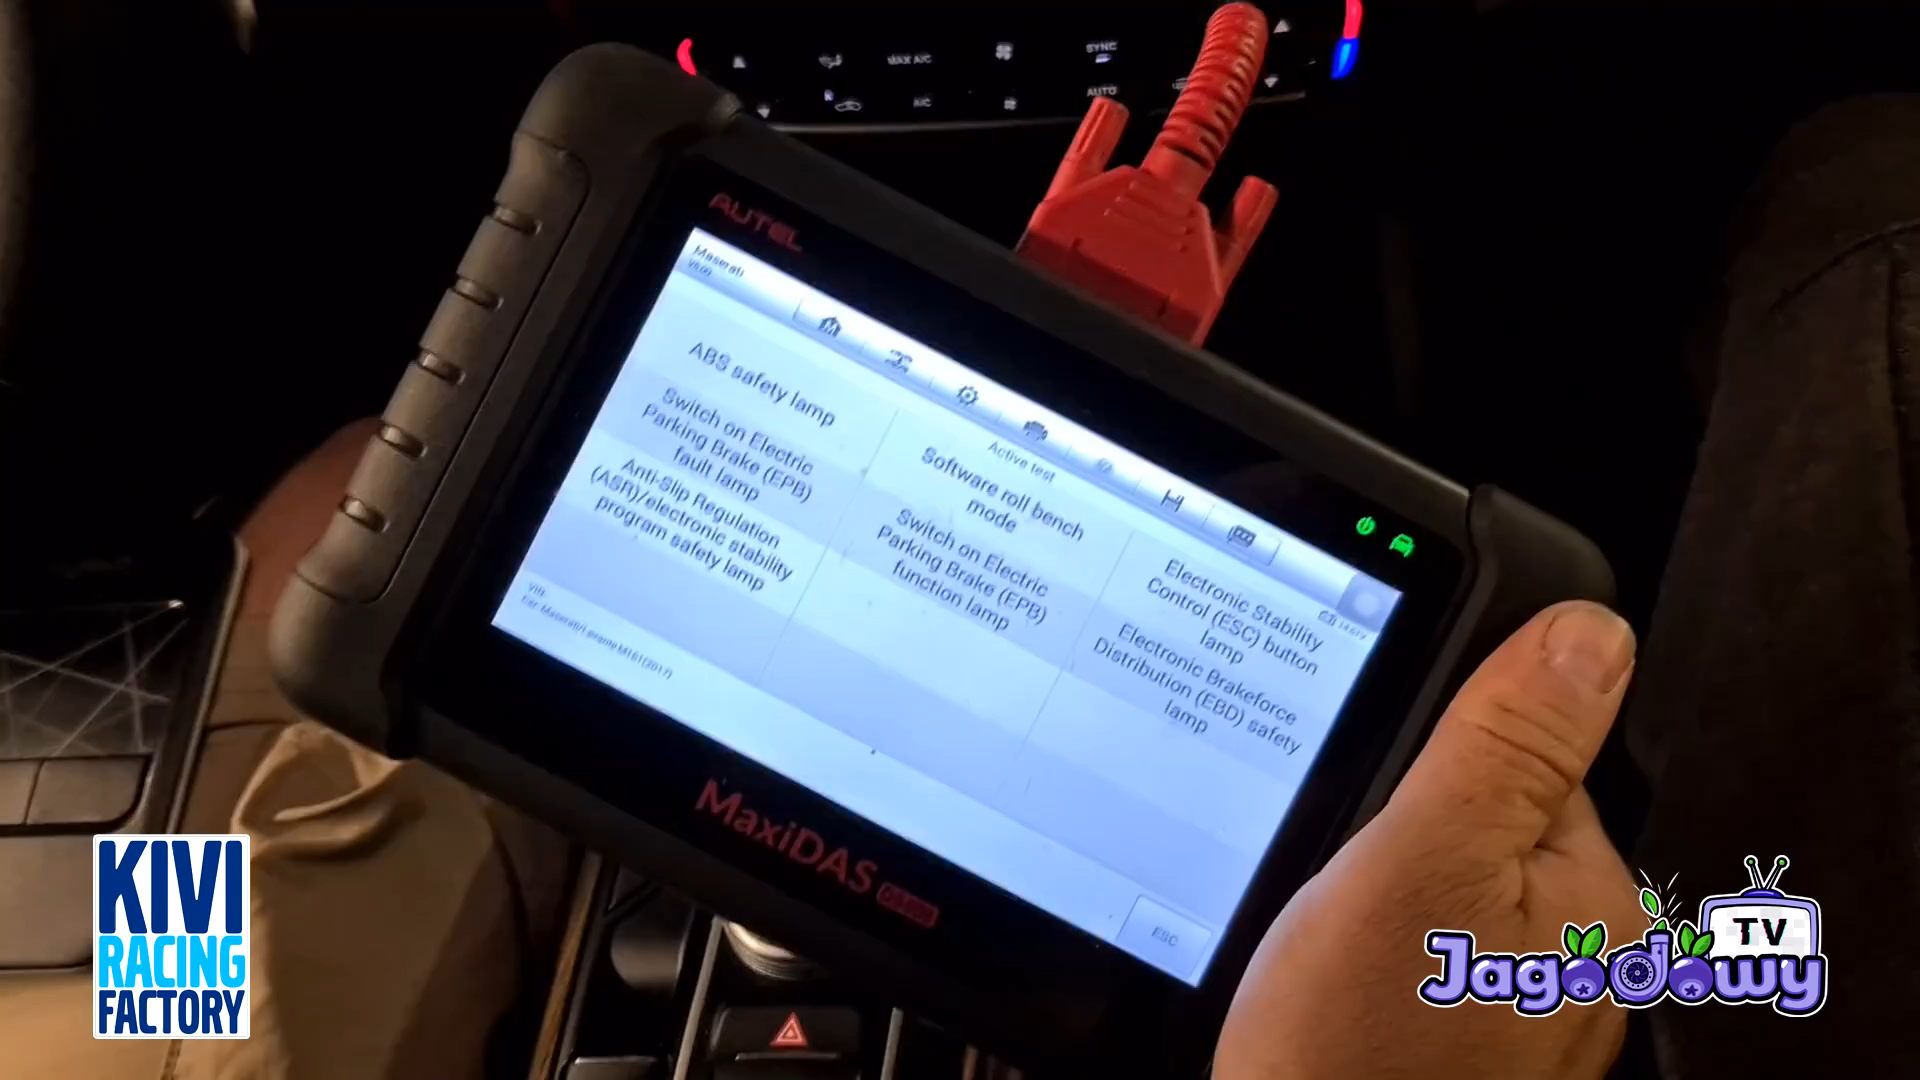 MAX A/C
SYNC
A/C
AUTO
AUTEL
Maserati
Active test
ABS safety lamp
Software roll bench
mode
Electronic Stability
Control (ESC) button
lamp
Switch on Electric
Parking Brake (EPB)
fault lamp
Switch on Electric
Parking Brake (EPB)
function lamp
Electronic Brakeforce
Distribution (EBD) safety
lamp
Anti-Slip Regulation
(ASR)/electronic stability
program safety lamp
VIN:
ESC
MaxiDAS
KIVI
RACING
FACTORY
TV
Jagodowy